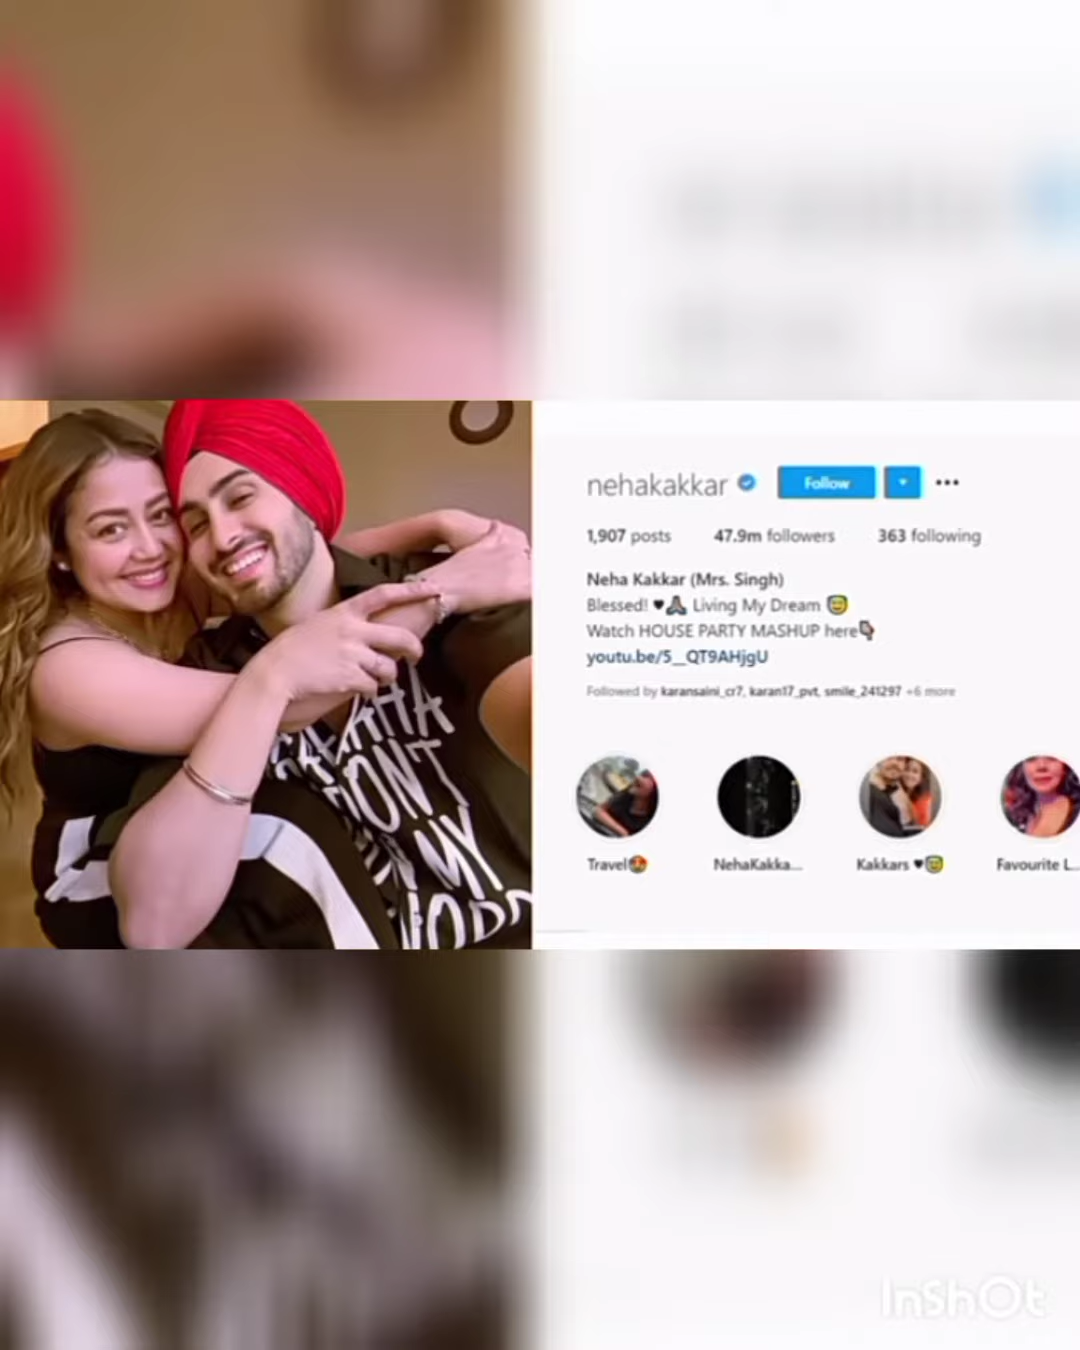 nehakakkar
Follow
1,907 posts 47.9m followers 363 following
Neha Kakkar (Mrs. Singh)
Blessed! ♥🙏🏽 Living My Dream 😇
Watch HOUSE PARTY MASHUP here👇🏽
youtu.be/5__QT9AHjgU
Followed by karansaini_cr7, karan17_pvt, smile_241297 +6 more
Travel🥰 NehaKakka... Kakkars ♥😇 Favourite L...
ONT
MY
InShOt